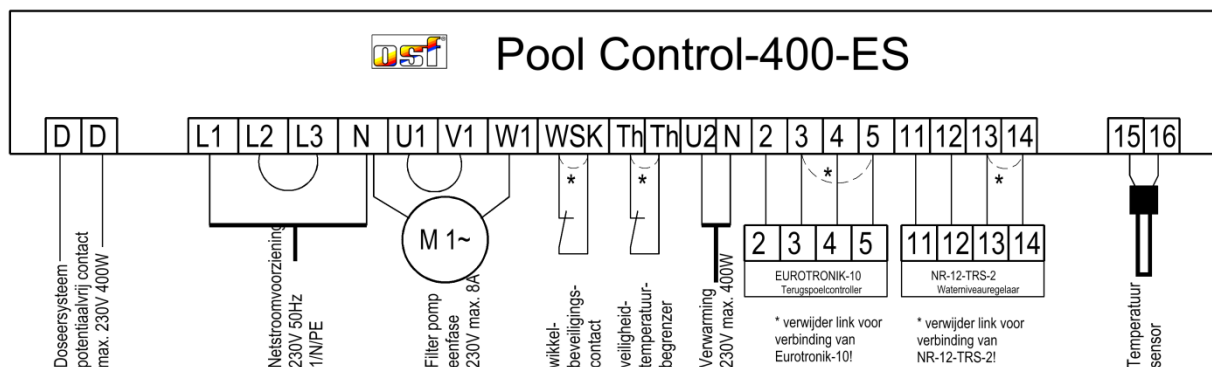 osf Pool Control-400-ES
D D L1 L2 L3 N U1 V1 W1 WSK Th Th U2 N 2 3 4 5 11 12 13 14 15 16
* * * *
M 1~
2 3 4 5 11 12 13 14
EUROTRONIK-10
Terugspoelcontroller
NR-12-TRS-2
Waterniveauregelaar
Doseersysteem
potentiaalvrij contact
max. 230V 400W
Netstroomvoorziening
230V 50Hz
1/N/PE
Filter pomp
eenfase
230V max. 8A
wikkel-
beveiligings-
contact
veiligheid-
temperatuur-
begrenzer
Verwarming
230V max. 400W
* verwijder link voor
verbinding van
Eurotronik-10!
* verwijder link voor
verbinding van
NR-12-TRS-2!
Temperatuur
sensor